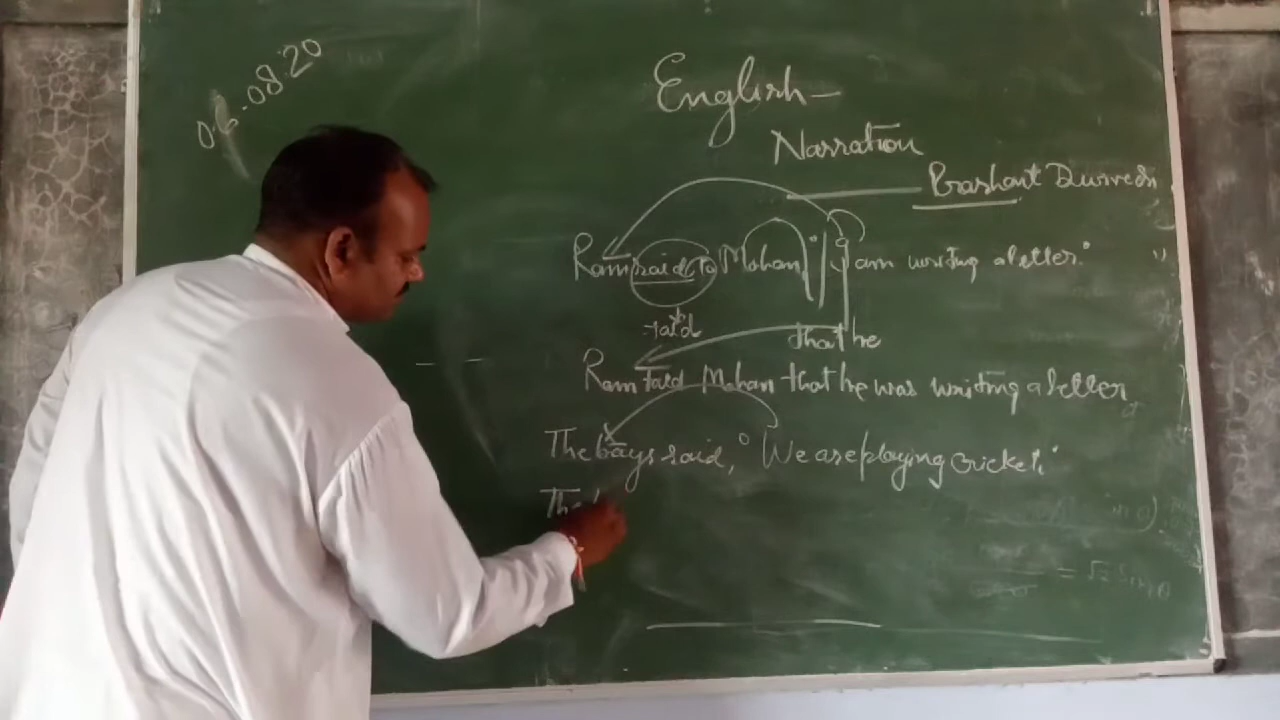 06.08.20
English -
Narration
Prashant Dwivedi
Ram said to Mohan, "I am writing a letter."
told
that he
Ram told Mohan that he was writing a letter
The boys said, "We are playing cricket."
The